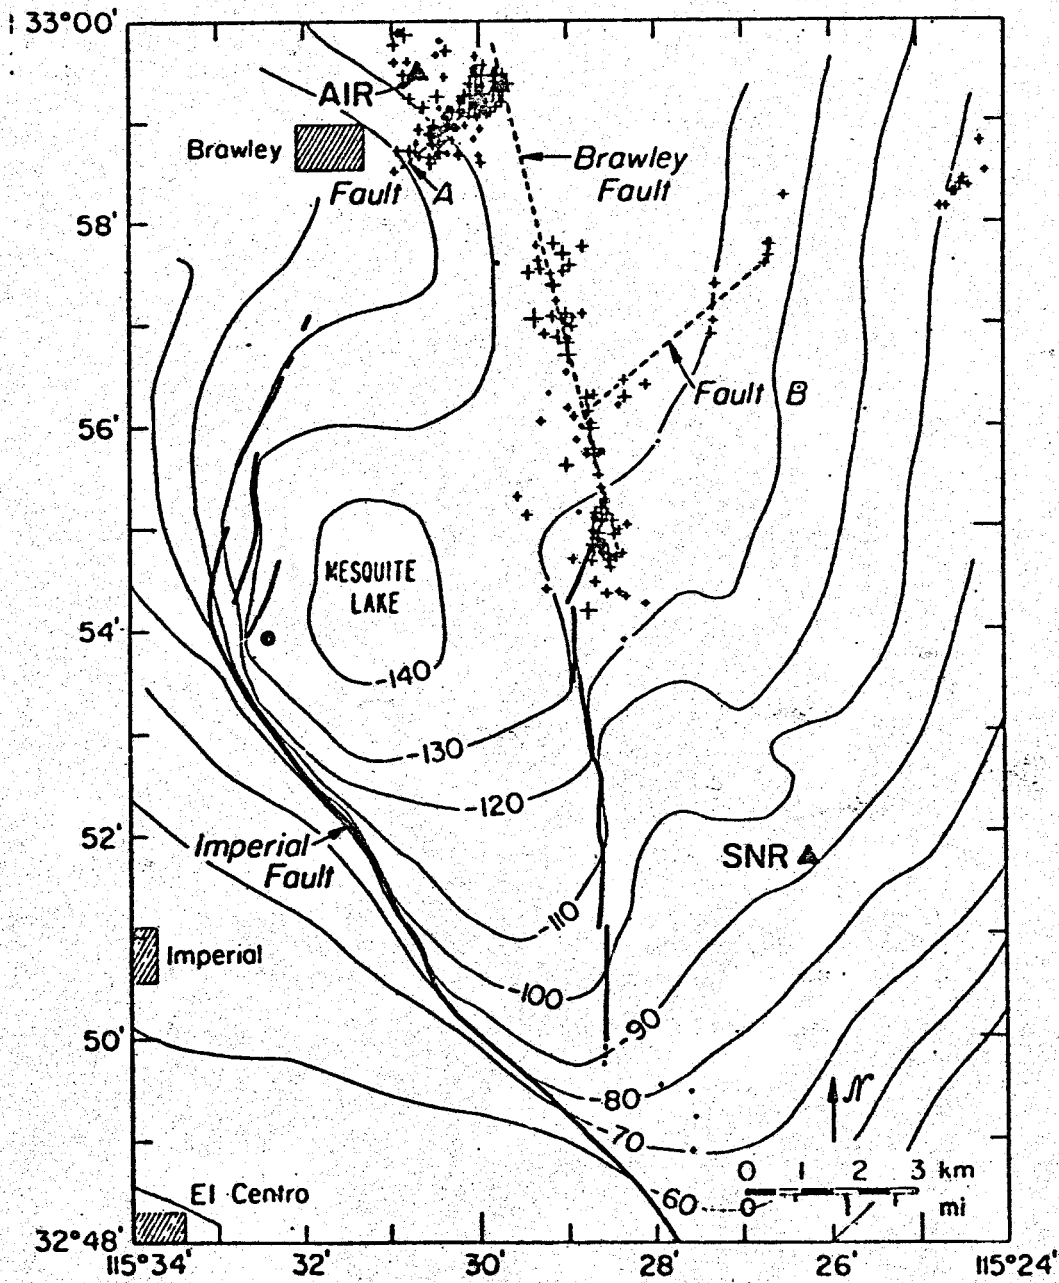 33°00'
AIR
Brawley
Brawley
Fault
Fault A
58'
Fault B
56'
MESQUITE
LAKE
54'
-140
-130
-120
52'
Imperial
Fault
SNR
-110
Imperial
-100
-90
50'
-80
N
-70
0 1 2 3 km
El Centro
-60
0 mi
32°48'
115°34' 32' 30' 28' 26' 115°24'